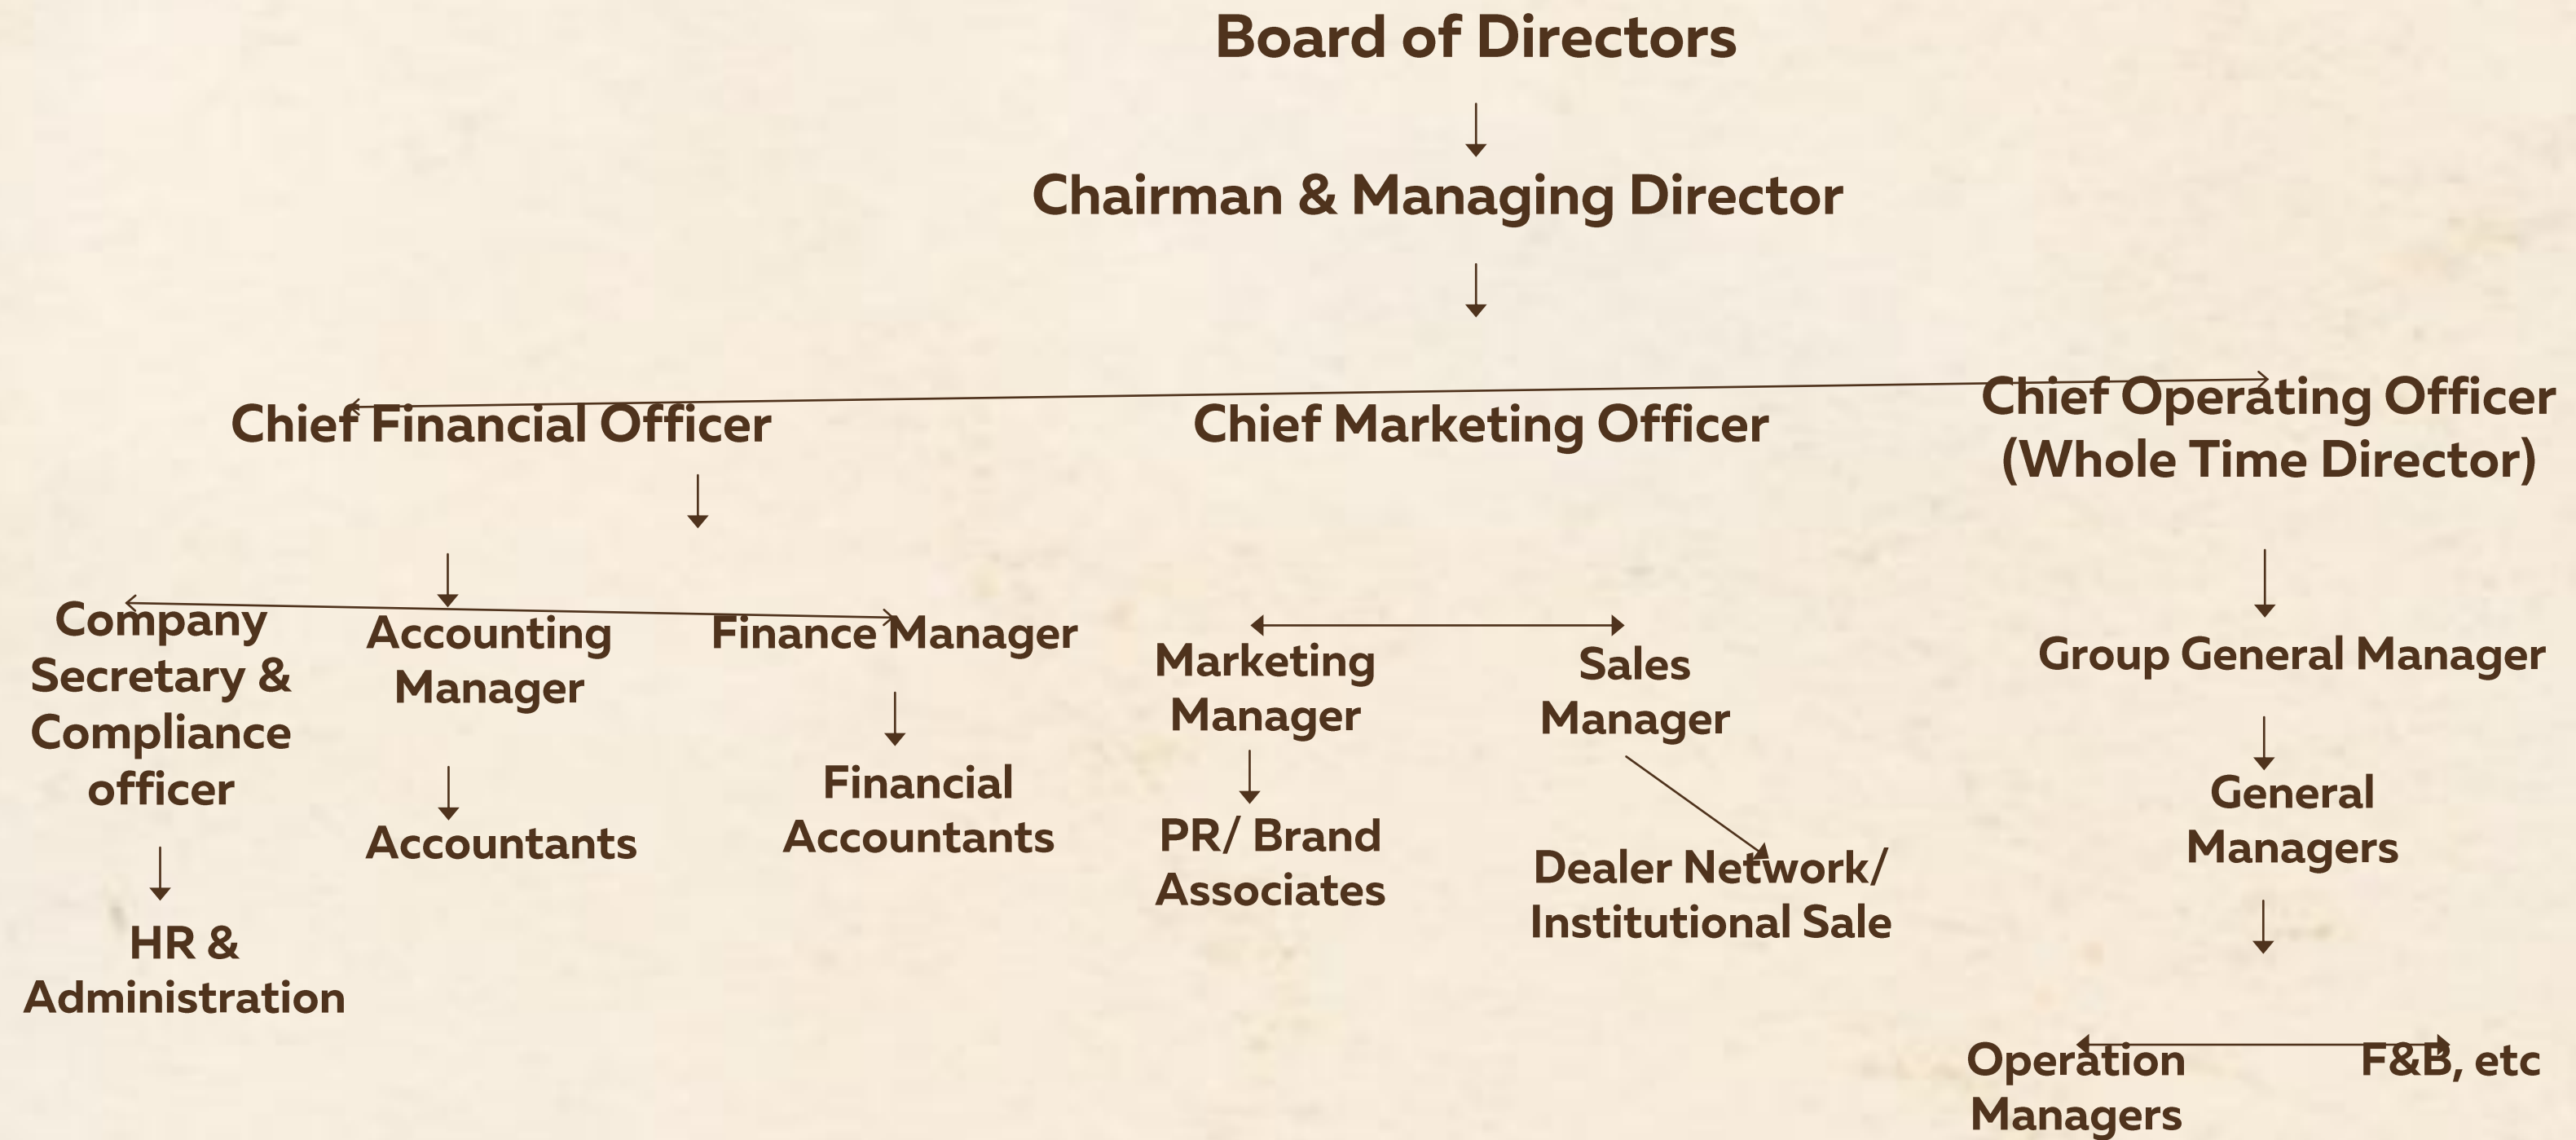 Board of Directors
Chairman & Managing Director
Chief Financial Officer
Chief Marketing Officer
Chief Operating Officer
(Whole Time Director)
Company
Secretary &
Compliance
officer
Accounting
Manager
Finance Manager
Marketing
Manager
Sales
Manager
Group General Manager
HR &
Administration
Accountants
Financial
Accountants
PR/ Brand
Associates
Dealer Network/
Institutional Sale
General
Managers
Operation
Managers
F&B, etc